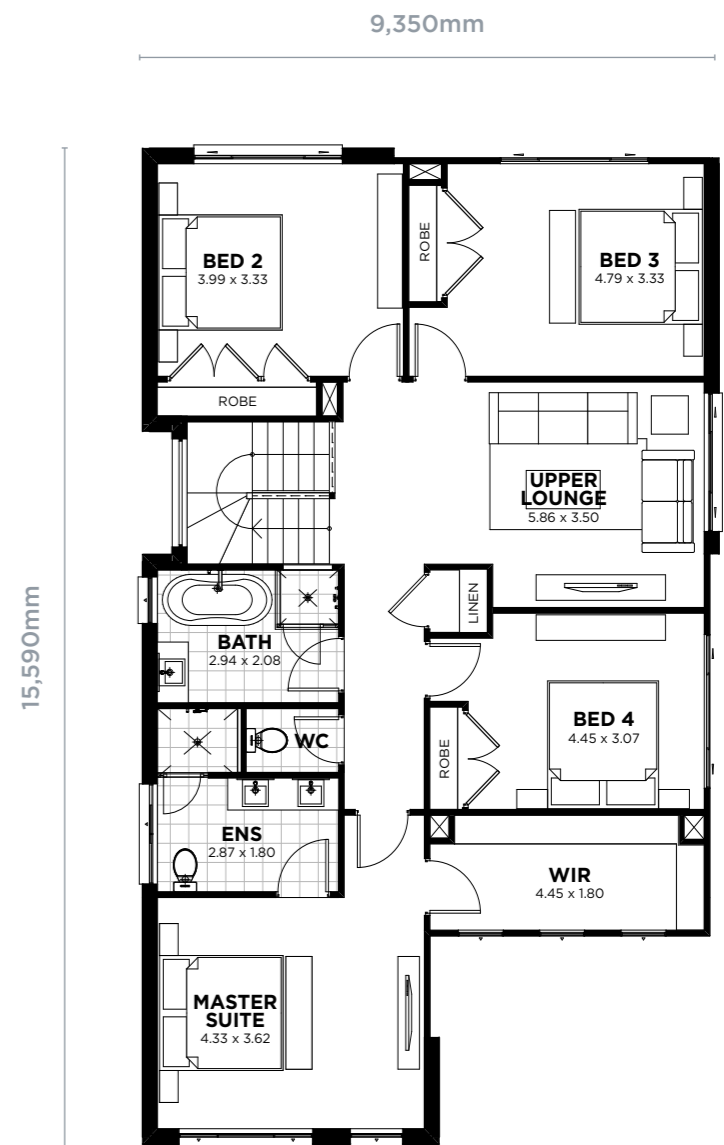 9,350mm
15,590mm
BED 2
3.99 x 3.33
ROBE
BED 3
4.79 x 3.33
ROBE
UPPER
LOUNGE
5.86 x 3.50
LINEN
BATH
2.94 x 2.08
WC
BED 4
4.45 x 3.07
ROBE
ENS
2.87 x 1.80
WIR
4.45 x 1.80
MASTER
SUITE
4.33 x 3.62